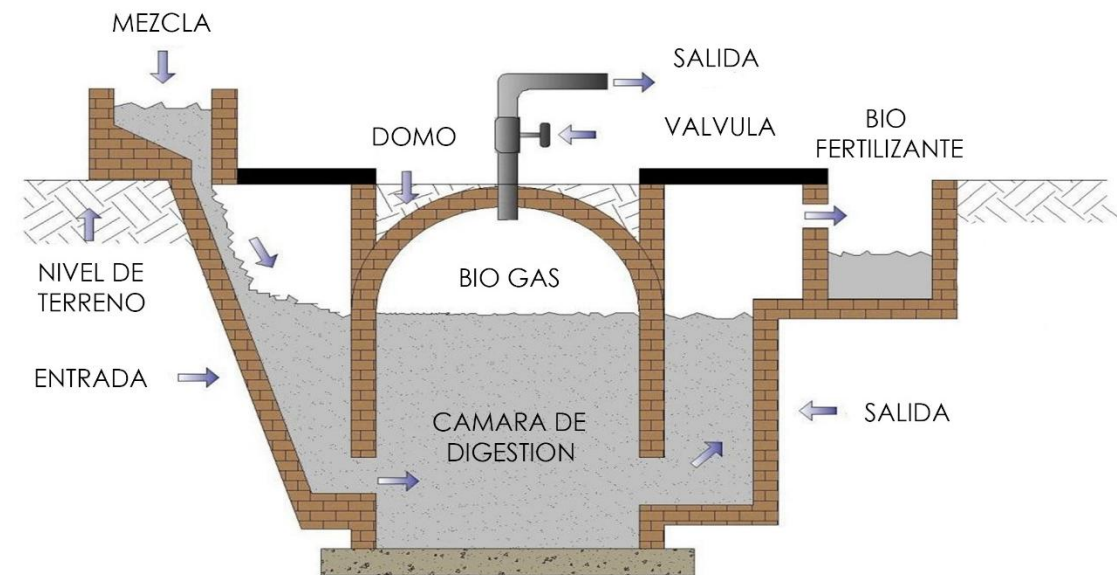 MEZCLA
SALIDA
DOMO
VALVULA
BIO
FERTILIZANTE
NIVEL DE
TERRENO
BIO GAS
ENTRADA
CAMARA DE
DIGESTION
SALIDA